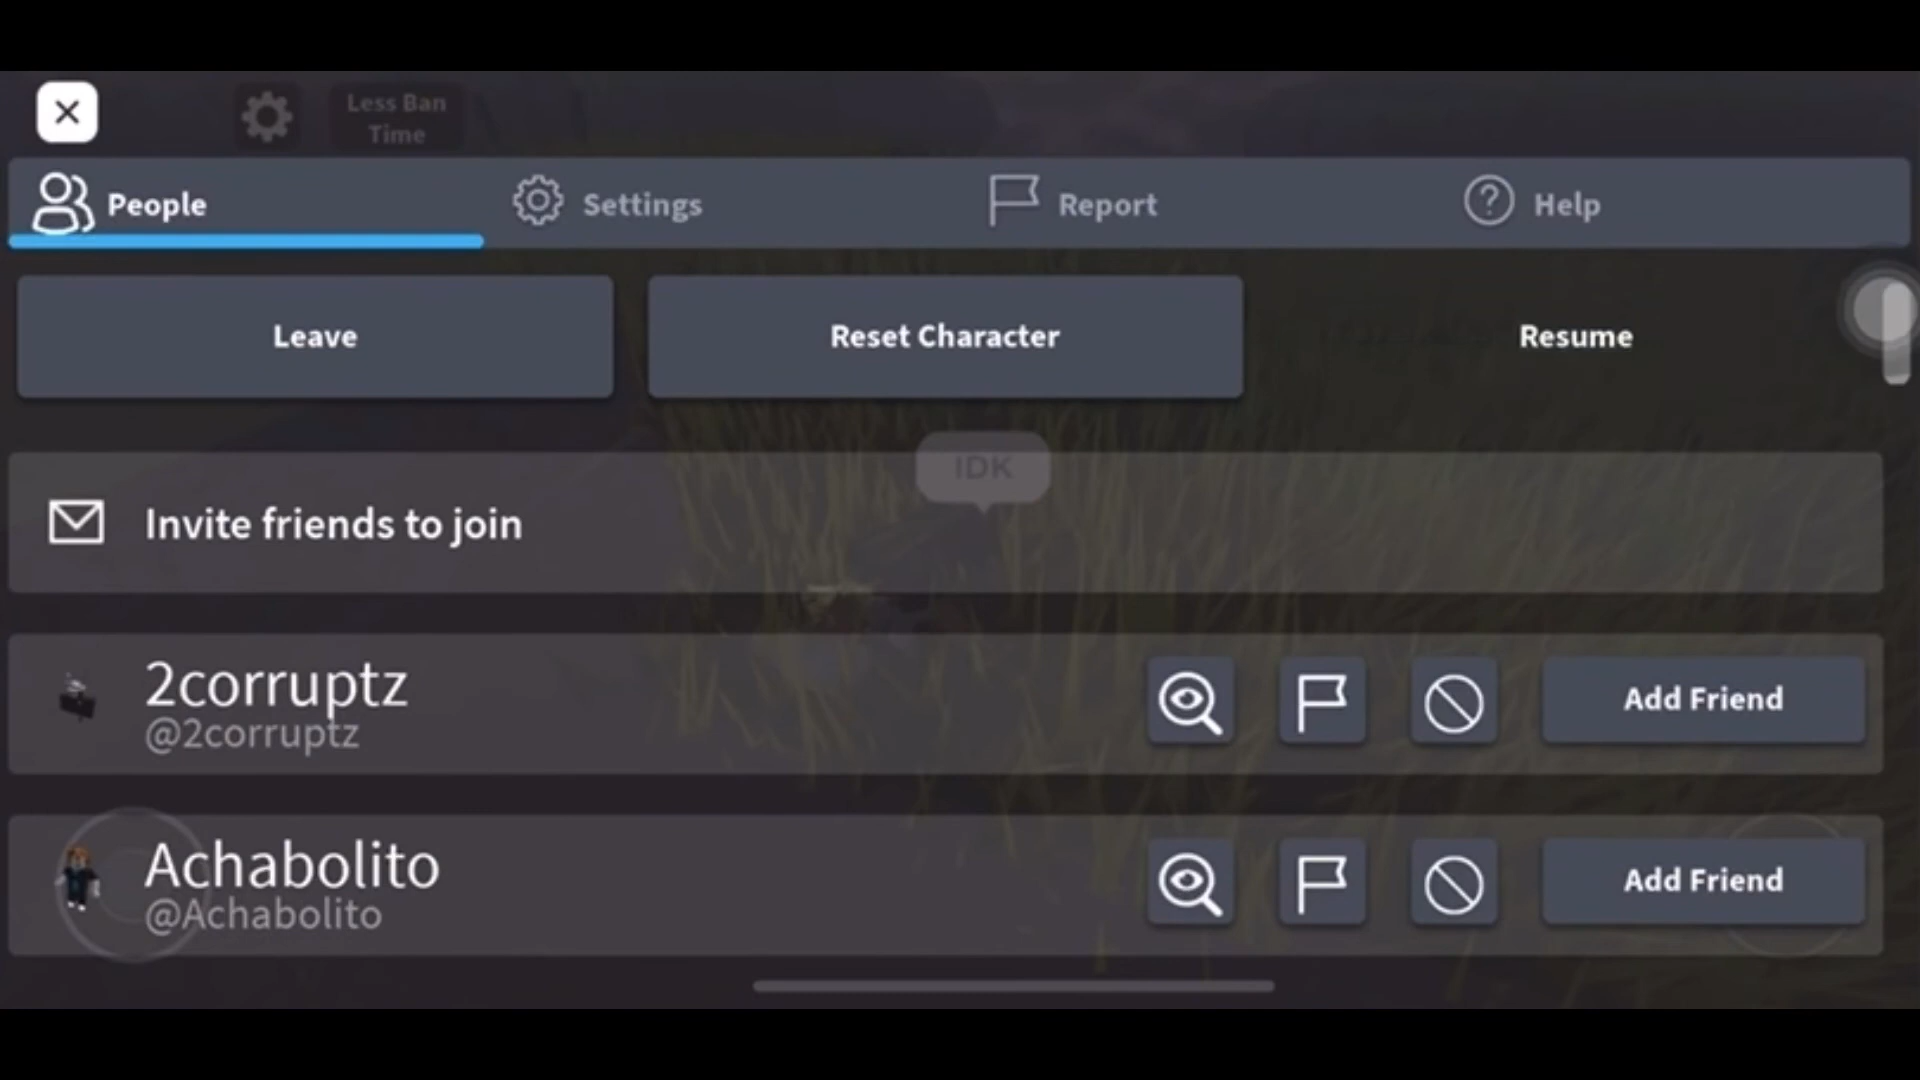 Less Ban
Time
People
Settings
Report
Help
Leave
Reset Character
Resume
IDK
Invite friends to join
2corruptz
@2corruptz
Add Friend
Achabolito
@Achabolito
Add Friend